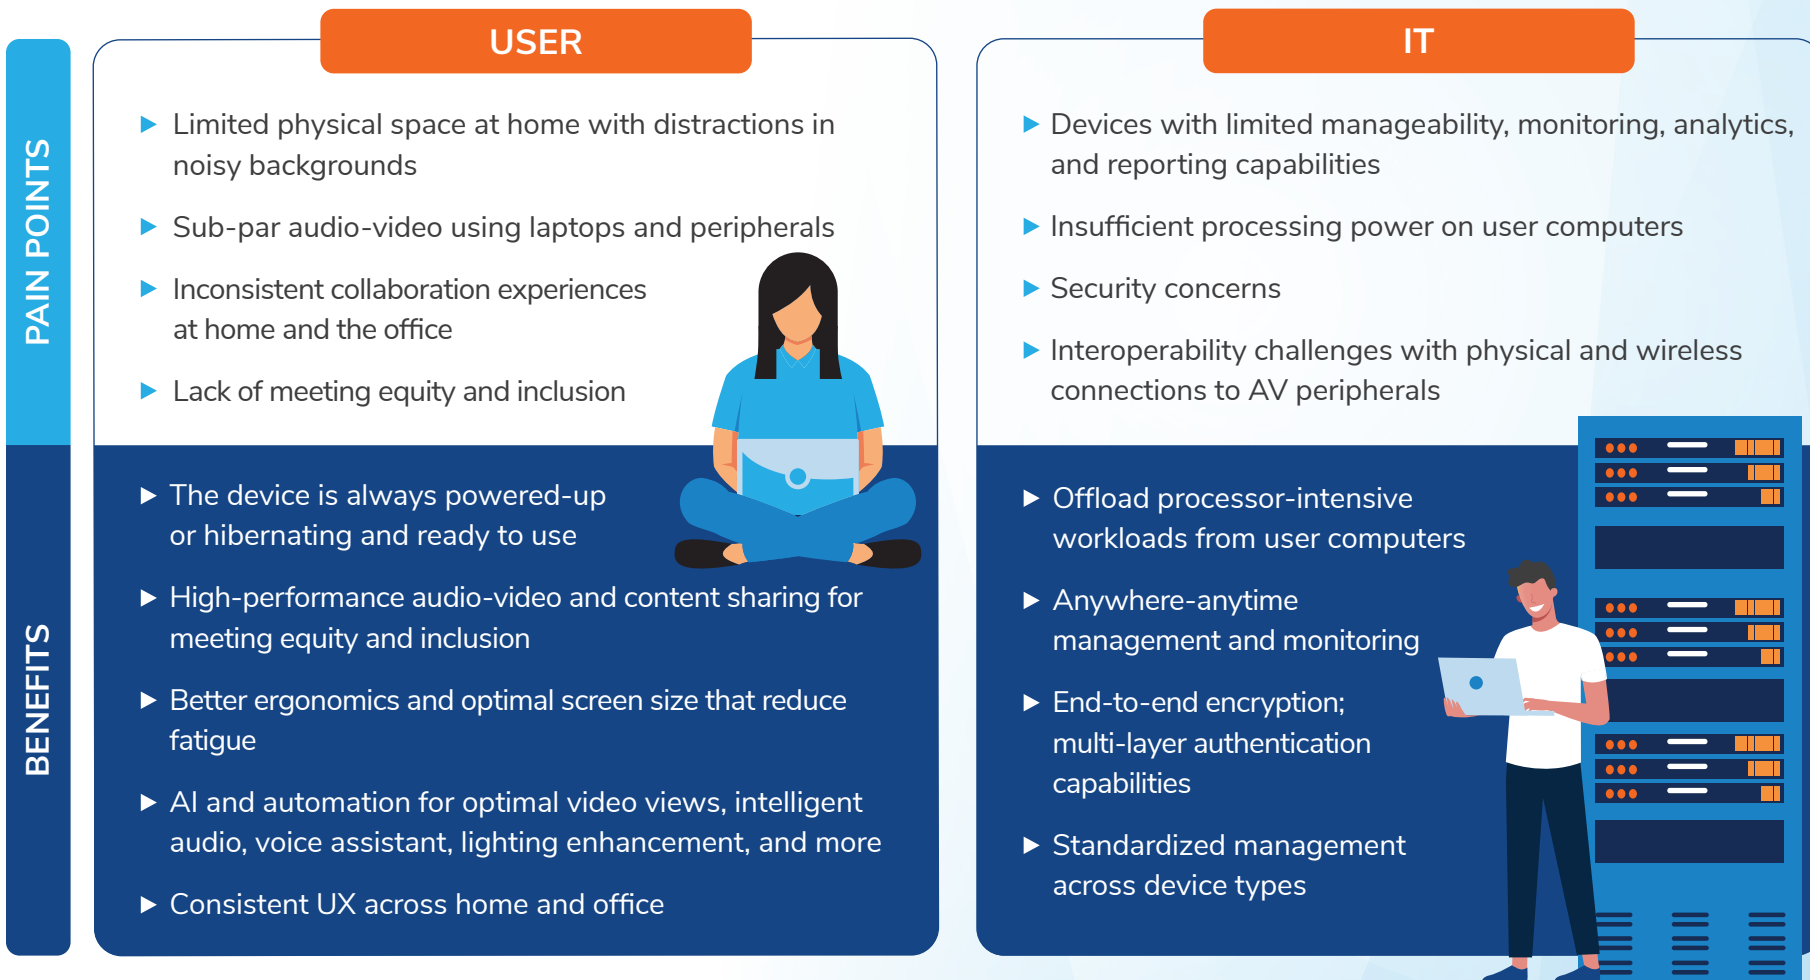 USER
PAIN POINTS
Limited physical space at home with distractions in
noisy backgrounds
Sub-par audio-video using laptops and peripherals
Inconsistent collaboration experiences
at home and the office
Lack of meeting equity and inclusion
BENEFITS
The device is always powered-up
or hibernating and ready to use
High-performance audio-video and content sharing for
meeting equity and inclusion
Better ergonomics and optimal screen size that reduce
fatigue
AI and automation for optimal video views, intelligent
audio, voice assistant, lighting enhancement, and more
Consistent UX across home and office
IT
Devices with limited manageability, monitoring, analytics,
and reporting capabilities
Insufficient processing power on user computers
Security concerns
Interoperability challenges with physical and wireless
connections to AV peripherals
Offload processor-intensive
workloads from user computers
Anywhere-anytime
management and monitoring
End-to-end encryption;
multi-layer authentication
capabilities
Standardized management
across device types